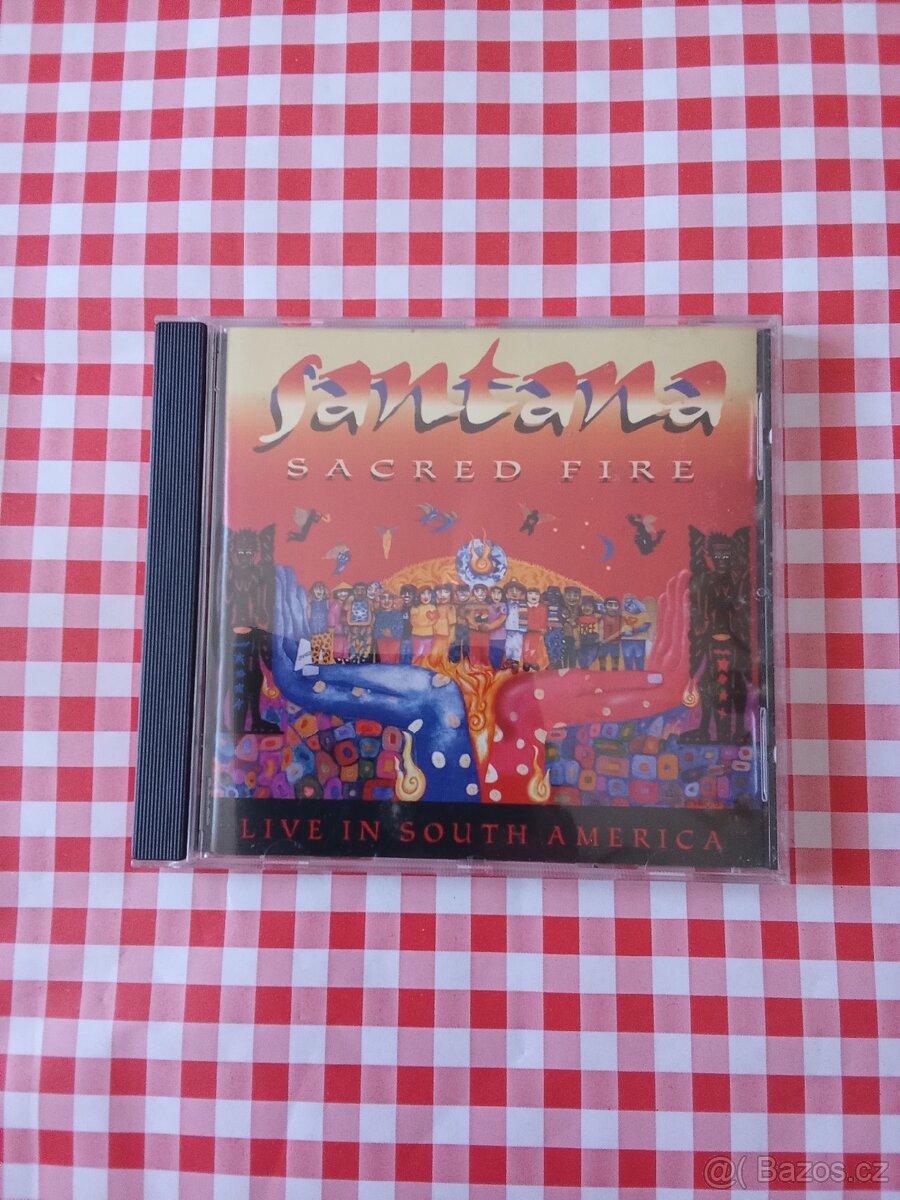 Santana
SACRED FIRE
LIVE IN SOUTH AMERICA
@( Bazos.cz